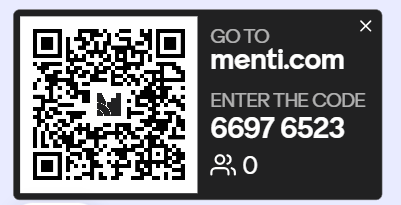 GO TO
menti.com
ENTER THE CODE
6697 6523
0